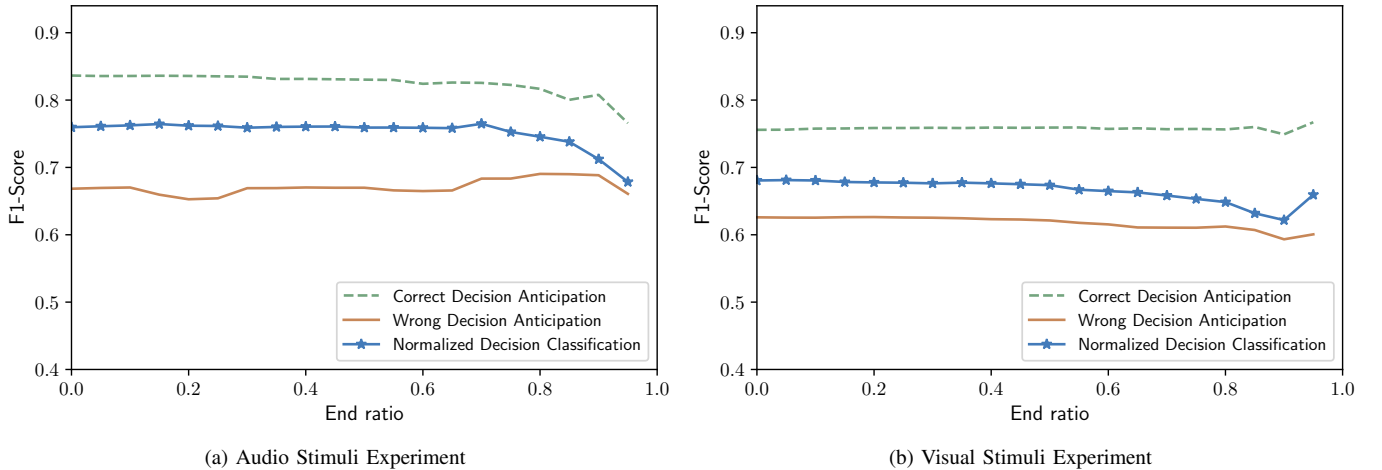 F1-Score
0.9
0.8
0.7
0.6
0.5
0.4
Correct Decision Anticipation
Wrong Decision Anticipation
Normalized Decision Classification
0.0 0.2 0.4 0.6 0.8 1.0
End ratio
(a) Audio Stimuli Experiment
F1-Score
0.9
0.8
0.7
0.6
0.5
0.4
Correct Decision Anticipation
Wrong Decision Anticipation
Normalized Decision Classification
0.0 0.2 0.4 0.6 0.8 1.0
End ratio
(b) Visual Stimuli Experiment